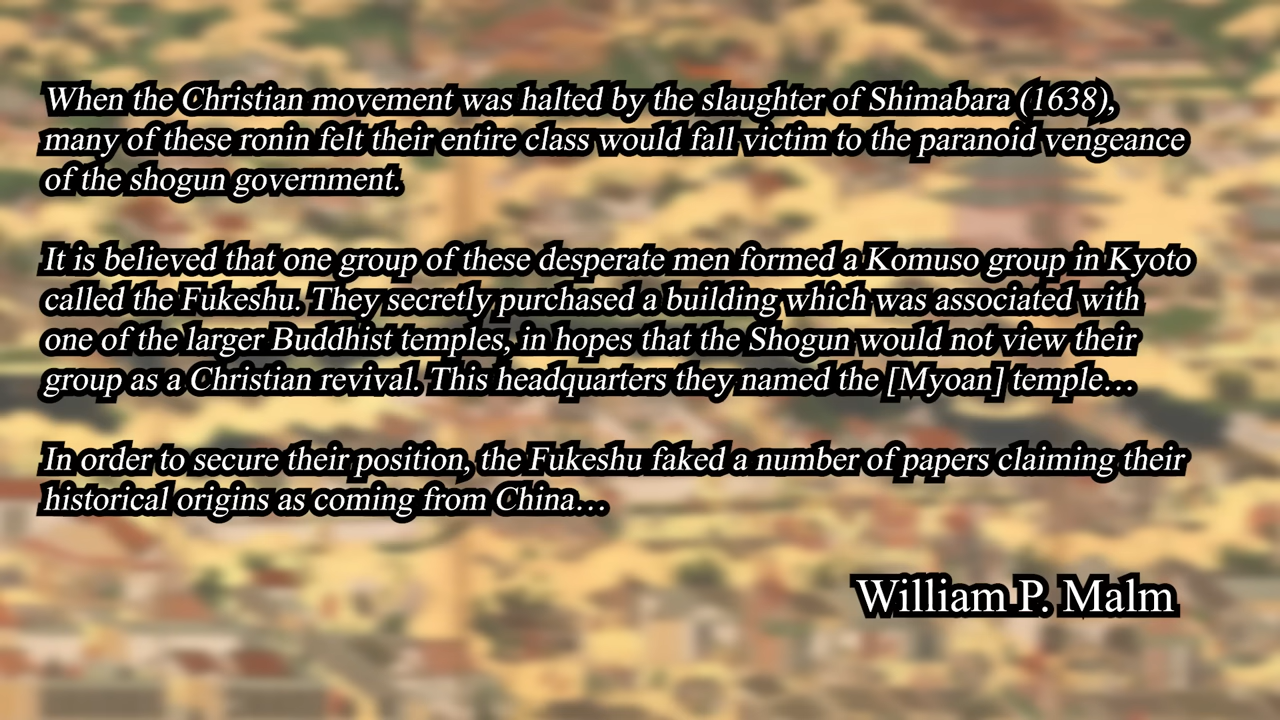 When the Christian movement was halted by the slaughter of Shimabara (1638),
many of these ronin felt their entire class would fall victim to the paranoid vengeance
of the shogun government.
It is believed that one group of these desperate men formed a Komuso group in Kyoto
called the Fukeshu. They secretly purchased a building which was associated with
one of the larger Buddhist temples, in hopes that the Shogun would not view their
group as a Christian revival. This headquarters they named the [Myoan] temple…
In order to secure their position, the Fukeshu faked a number of papers claiming their
historical origins as coming from China…
William P. Malm